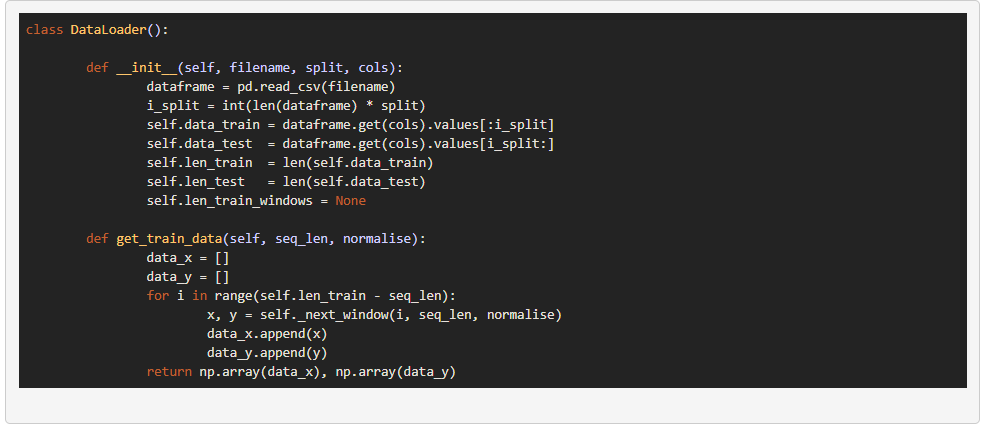 class DataLoader():
def __init__(self, filename, split, cols):
dataframe = pd.read_csv(filename)
i_split = int(len(dataframe) * split)
self.data_train = dataframe.get(cols).values[:i_split]
self.data_test  = dataframe.get(cols).values[i_split:]
self.len_train  = len(self.data_train)
self.len_test   = len(self.data_test)
self.len_train_windows = None
def get_train_data(self, seq_len, normalise):
data_x = []
data_y = []
for i in range(self.len_train - seq_len):
x, y = self._next_window(i, seq_len, normalise)
data_x.append(x)
data_y.append(y)
return np.array(data_x), np.array(data_y)